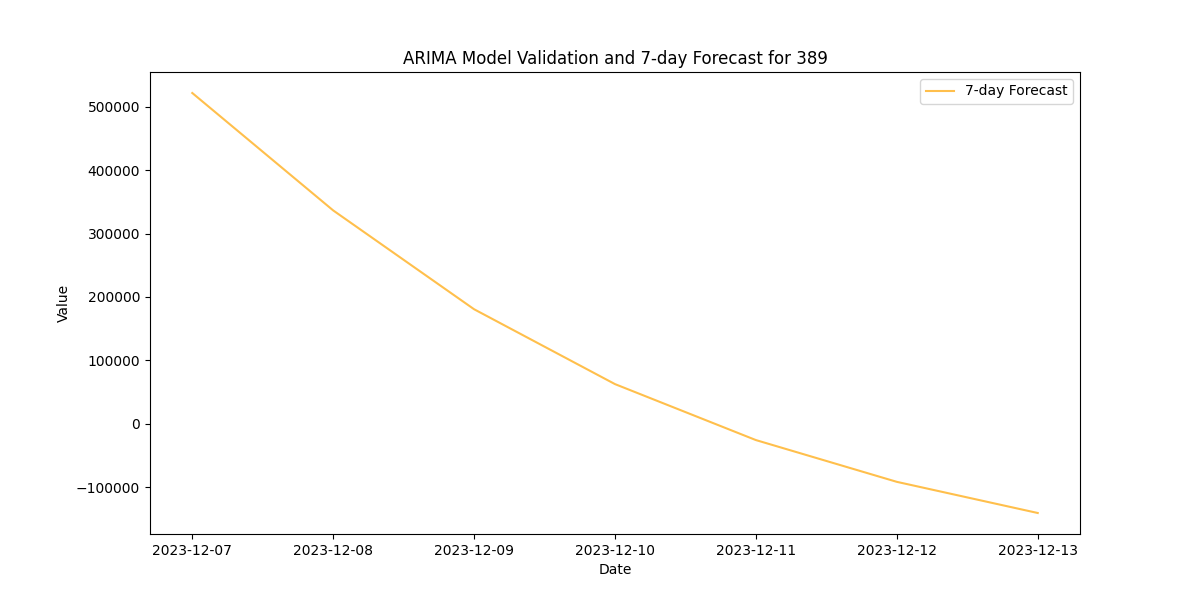 ARIMA Model Validation and 7-day Forecast for 389
7-day Forecast
500000
400000
300000
200000
100000
0
−100000
Value
2023-12-07 2023-12-08 2023-12-09 2023-12-10 2023-12-11 2023-12-12 2023-12-13
Date